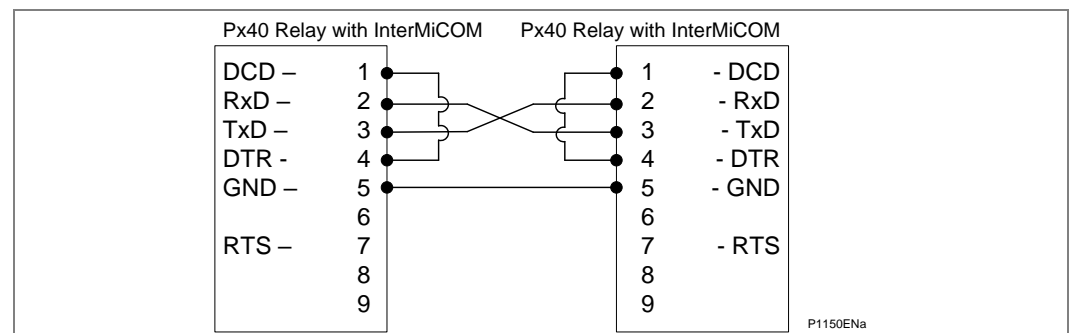 Px40 Relay with InterMiCOM Px40 Relay with InterMiCOM
DCD – 1 1 - DCD
RxD – 2 2 - RxD
TxD – 3 3 - TxD
DTR - 4 4 - DTR
GND – 5 5 - GND
6 6
RTS – 7 7 - RTS
8 8
9 9
P1150ENa